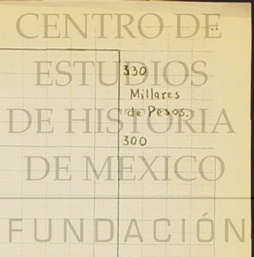 CENTRO DE
ESTUDIOS
330
Millares
de Pesos.
DE HISTORIA
300
DE MEXICO
FUNDACIÓN